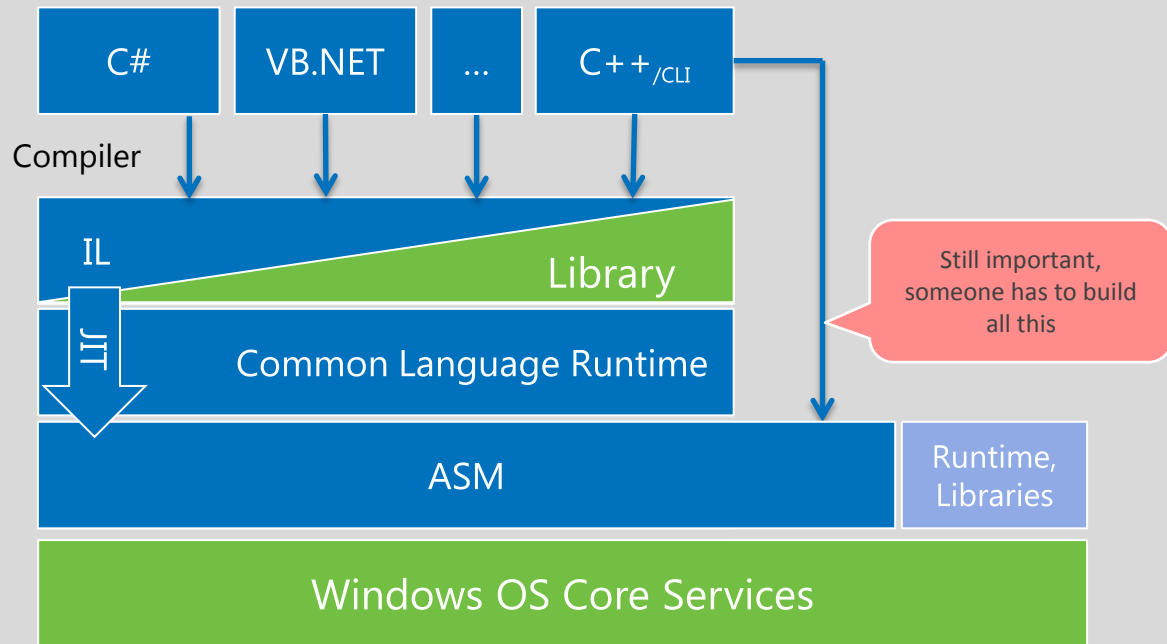 C#
VB.NET
...
C++/CLI
Compiler
IL
Library
JIT
Common Language Runtime
Still important,
someone has to build
all this
ASM
Runtime,
Libraries
Windows OS Core Services